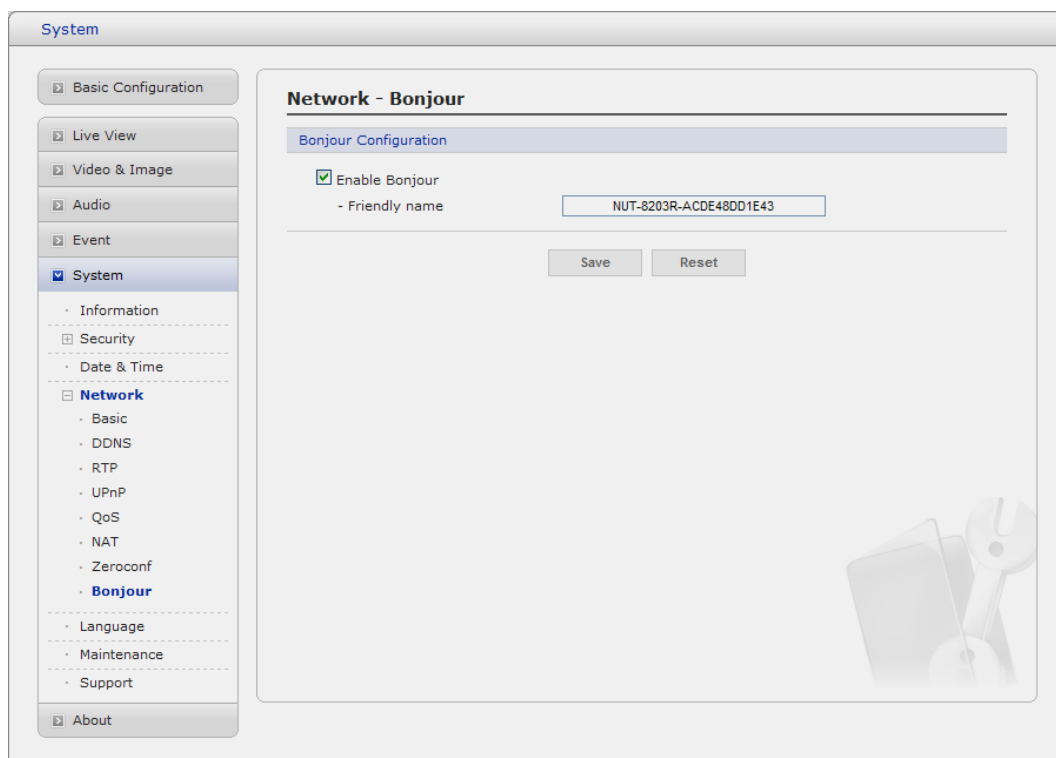 System
Basic Configuration
Live View
Video & Image
Audio
Event
System
Information
Security
Date & Time
Network
Basic
DDNS
RTP
UPnP
QoS
NAT
Zeroconf
Bonjour
Language
Maintenance
Support
About
Network - Bonjour
Bonjour Configuration
Enable Bonjour
- Friendly name NUT-8203R-ACDE48DD1E43
Save Reset